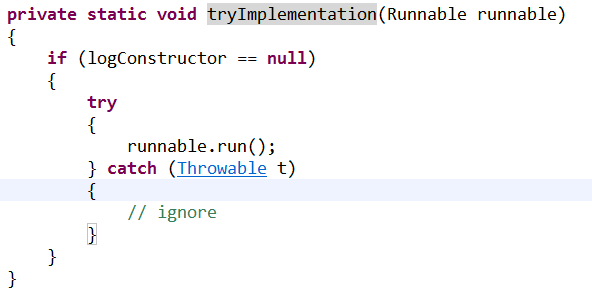 private static void tryImplementation(Runnable runnable)
{
    if (logConstructor == null)
    {
        try
        {
            runnable.run();
        } catch (Throwable t)
        {
            // ignore
        }
    }
}